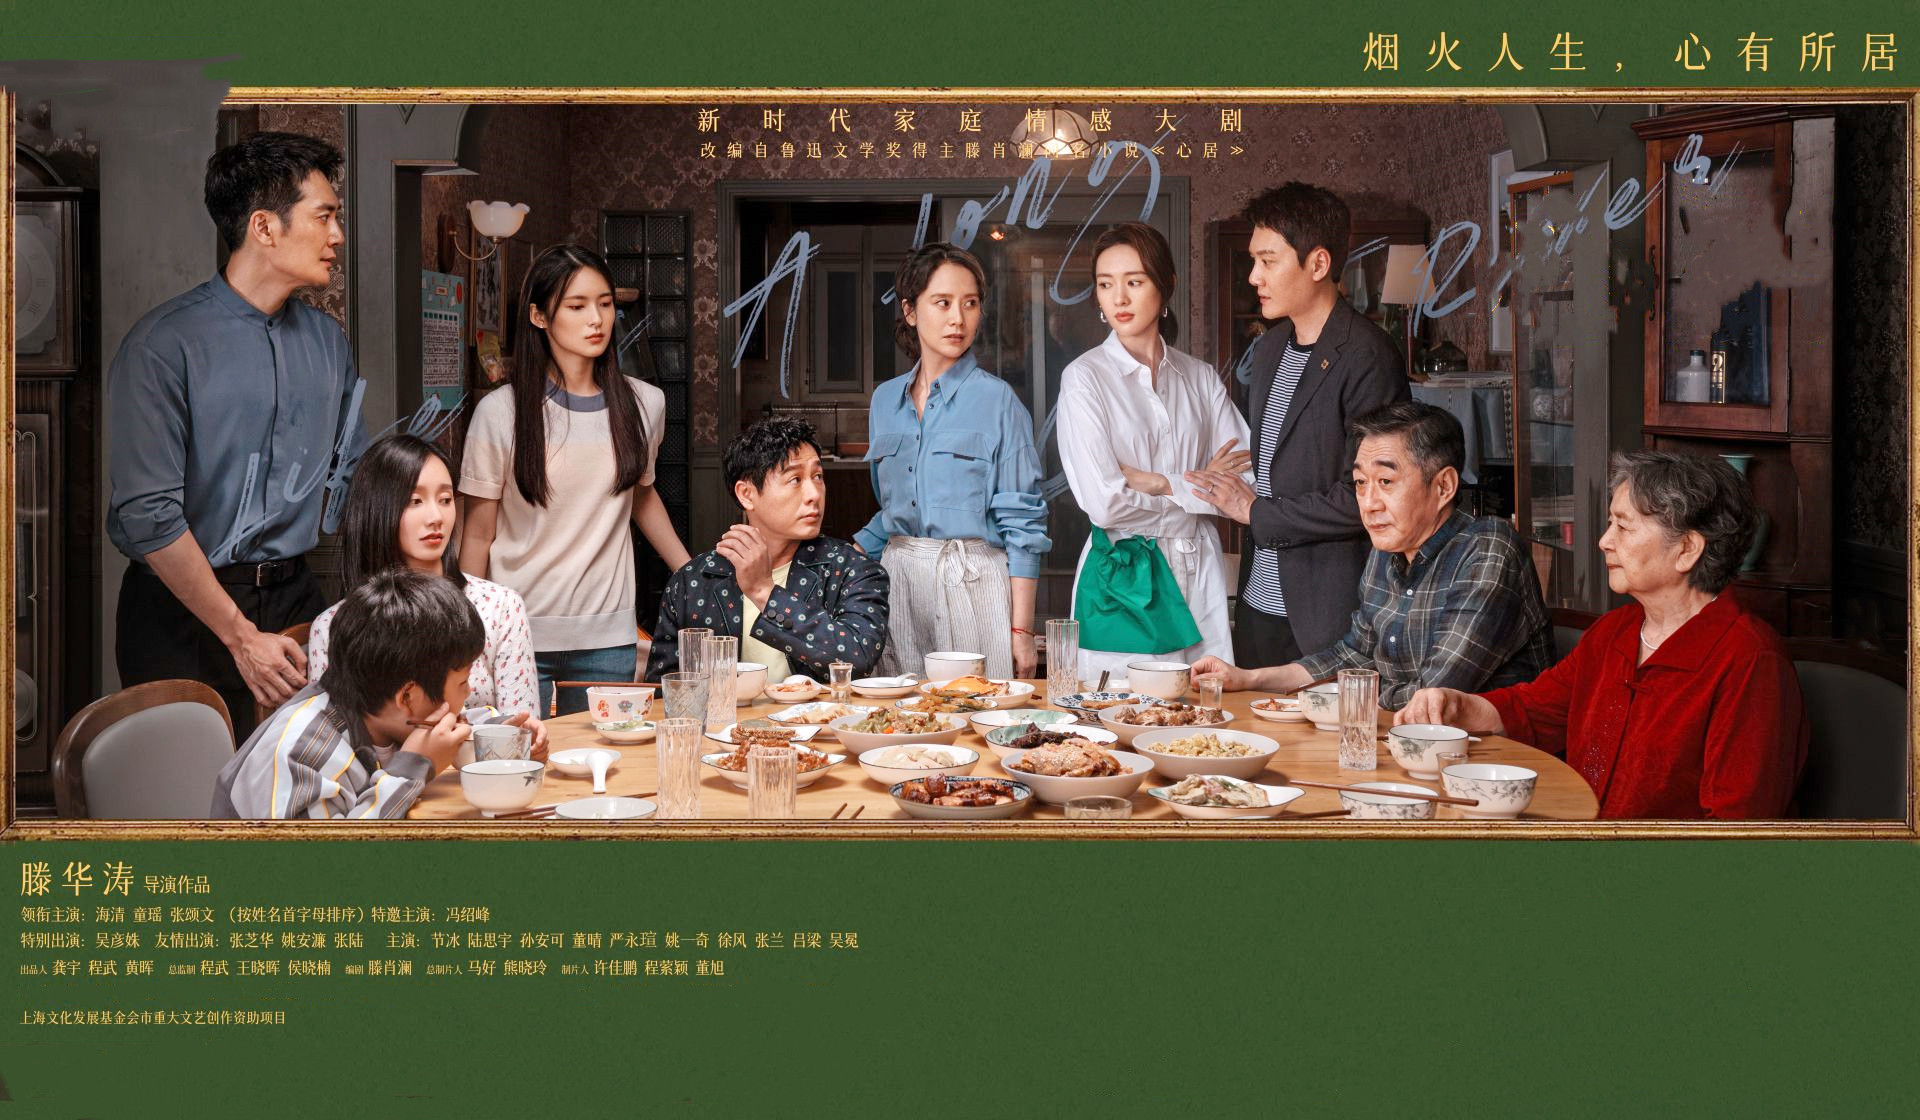 烟火人生，心有所居
新时代家庭情感大剧
改编自鲁迅文学奖得主滕肖澜同名小说《心居》
A long
Like
River
滕华涛 导演作品
领衔主演：海清 童瑶 张颂文 （按姓名首字母排序）特邀主演：冯绍峰
特别出演：吴彦姝 友情出演：张芝华 姚安濂 张陆 主演：节冰 陆思宇 孙安可 董晴 严永瑄 姚一奇 徐风 张兰 吕梁 吴冕
出品人 龚宇 程武 黄晖 总监制 程武 王晓晖 侯晓楠 编剧 滕肖澜 总制片人 马好 熊晓玲 制片人 许佳鹏 程萦颖 董旭
上海文化发展基金会市重大文艺创作资助项目